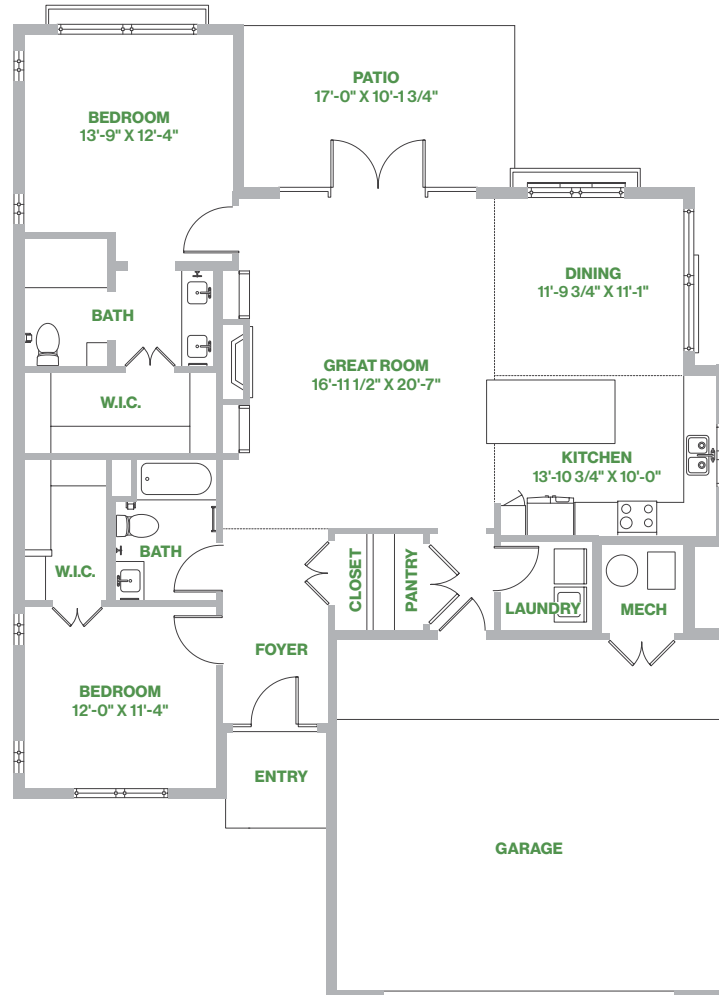 PATIO
17'-0" X 10'-1 3/4"
BEDROOM
13'-9" X 12'-4"
DINING
11'-9 3/4" X 11'-1"
BATH
GREAT ROOM
16'-11 1/2" X 20'-7"
W.I.C.
KITCHEN
13'-10 3/4" X 10'-0"
BATH
W.I.C.
CLOSET
PANTRY
LAUNDRY
MECH
FOYER
BEDROOM
12'-0" X 11'-4"
ENTRY
GARAGE